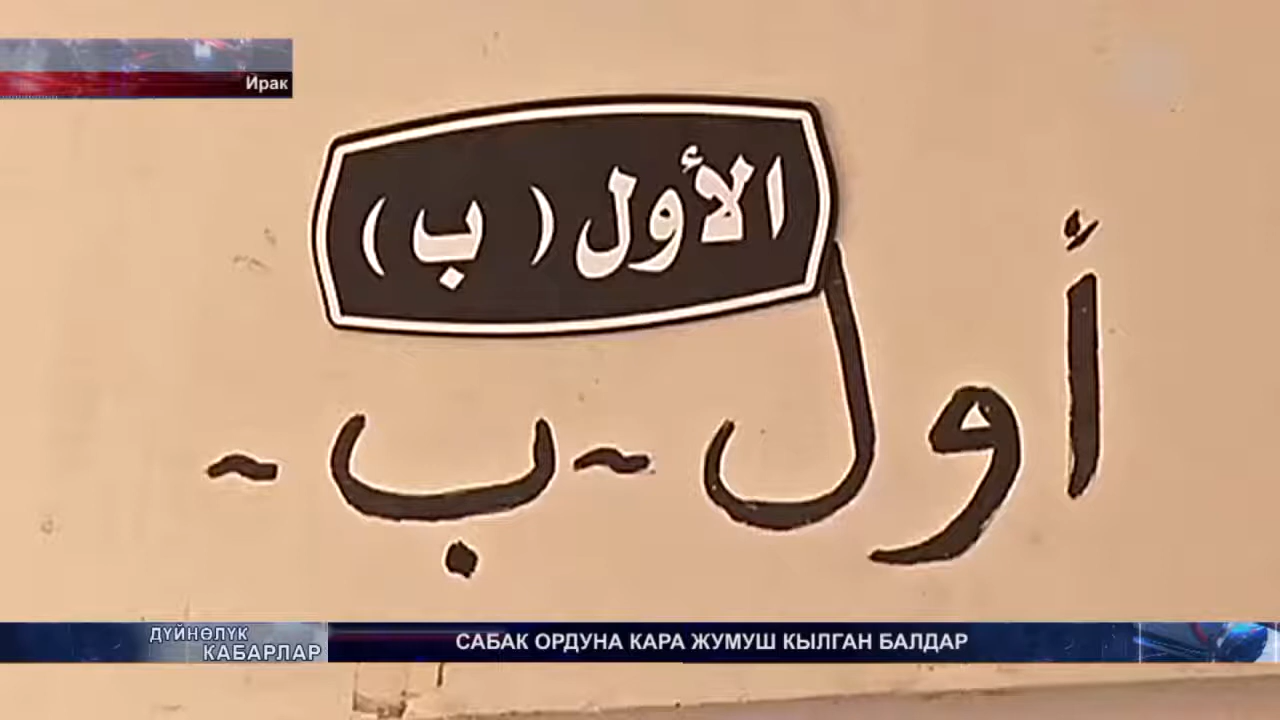 Ирак
الأول ( ب )
أول -ب-
ДҮЙНӨЛҮК
КАБАРЛАР
САБАК ОРДУНА КАРА ЖУМУШ КЫЛГАН БАЛДАР